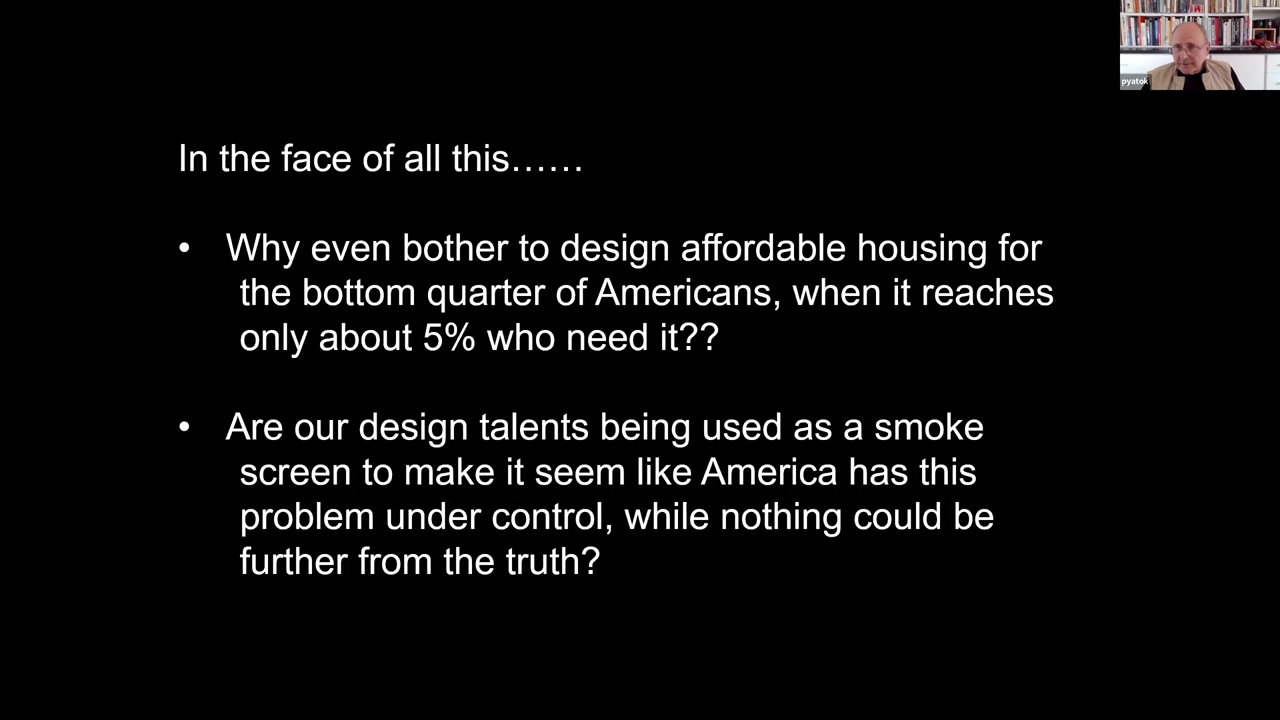 pyatok
In the face of all this……
• Why even bother to design affordable housing for
the bottom quarter of Americans, when it reaches
only about 5% who need it??
• Are our design talents being used as a smoke
screen to make it seem like America has this
problem under control, while nothing could be
further from the truth?